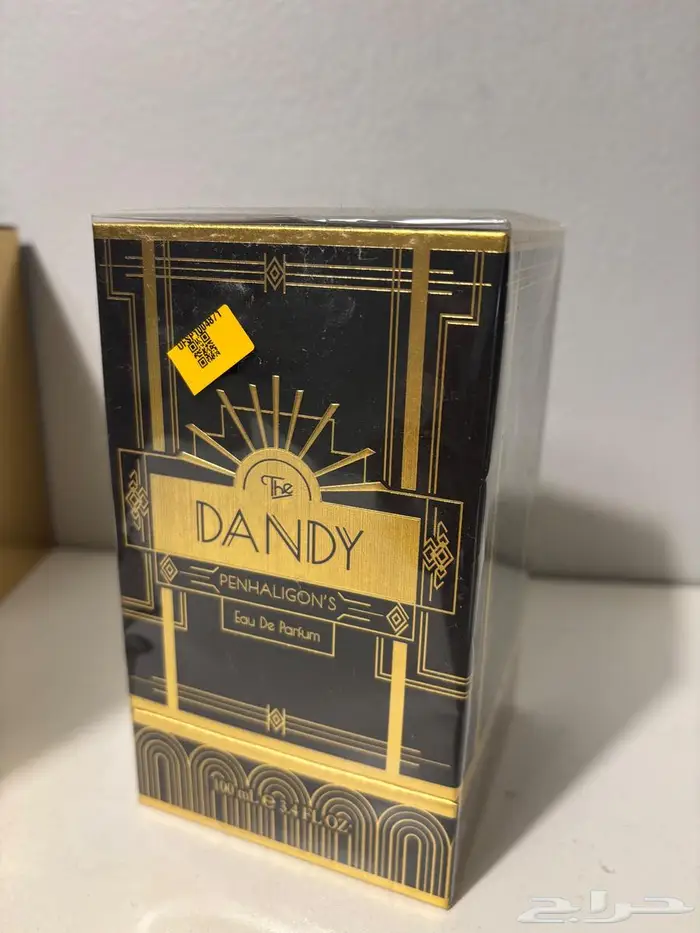 The
DANDY
PENHALIGON'S
Eau De Parfum
100 mL e 3.4 FL.OZ
حراج